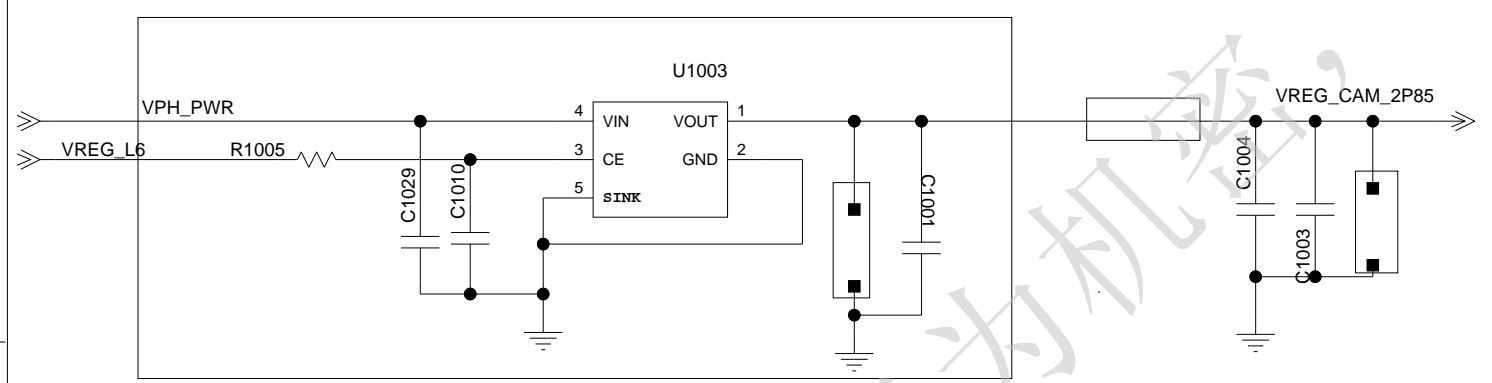 U1003
VPH_PWR
VREG_L6
R1005
C1029
C1010
4
VIN
VOUT
1
3
CE
GND
2
5
SINK
C1001
VREG_CAM_2P85
C1004
C1003
为机密,